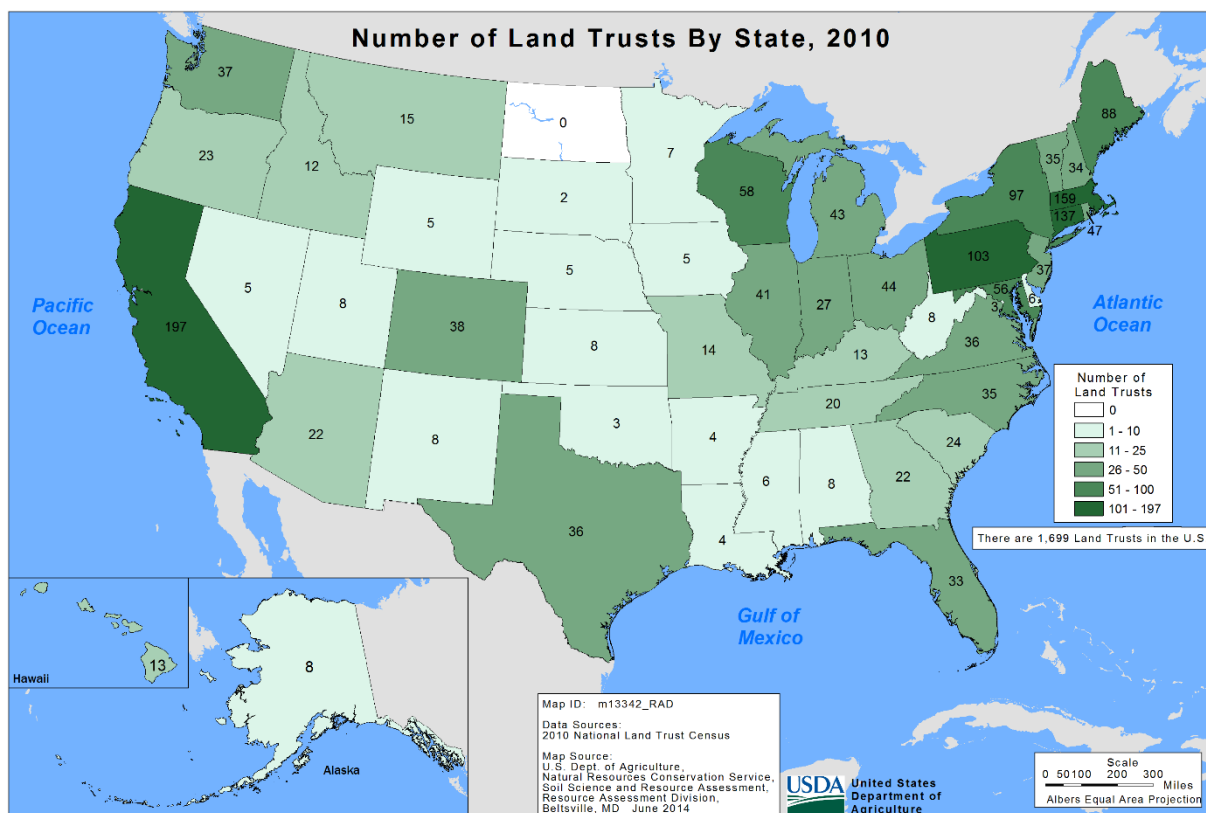 Number of Land Trusts By State, 2010
37
15
0
7
88
23
12
2
58
43
35
34
97
159
137
47
5
5
5
103
37
5
8
38
41
27
44
56
3
6
8
197
8
14
13
36
20
35
22
8
3
4
24
6
8
22
36
4
33
Pacific
Ocean
Atlantic
Ocean
Gulf of
Mexico
Number of
Land Trusts
0
1 - 10
11 - 25
26 - 50
51 - 100
101 - 197
There are 1,699 Land Trusts in the U.S
13
Hawaii
8
Alaska
Map ID: m13342_RAD
Data Sources:
2010 National Land Trust Census
Map Source:
U.S. Dept. of Agriculture,
Natural Resources Conservation Service,
Soil Science and Resource Assessment,
Resource Assessment Division,
Beltsville, MD June 2014
USDA
United States
Department of
Agriculture
Scale
0 50 100 200 300
Miles
Albers Equal Area Projection